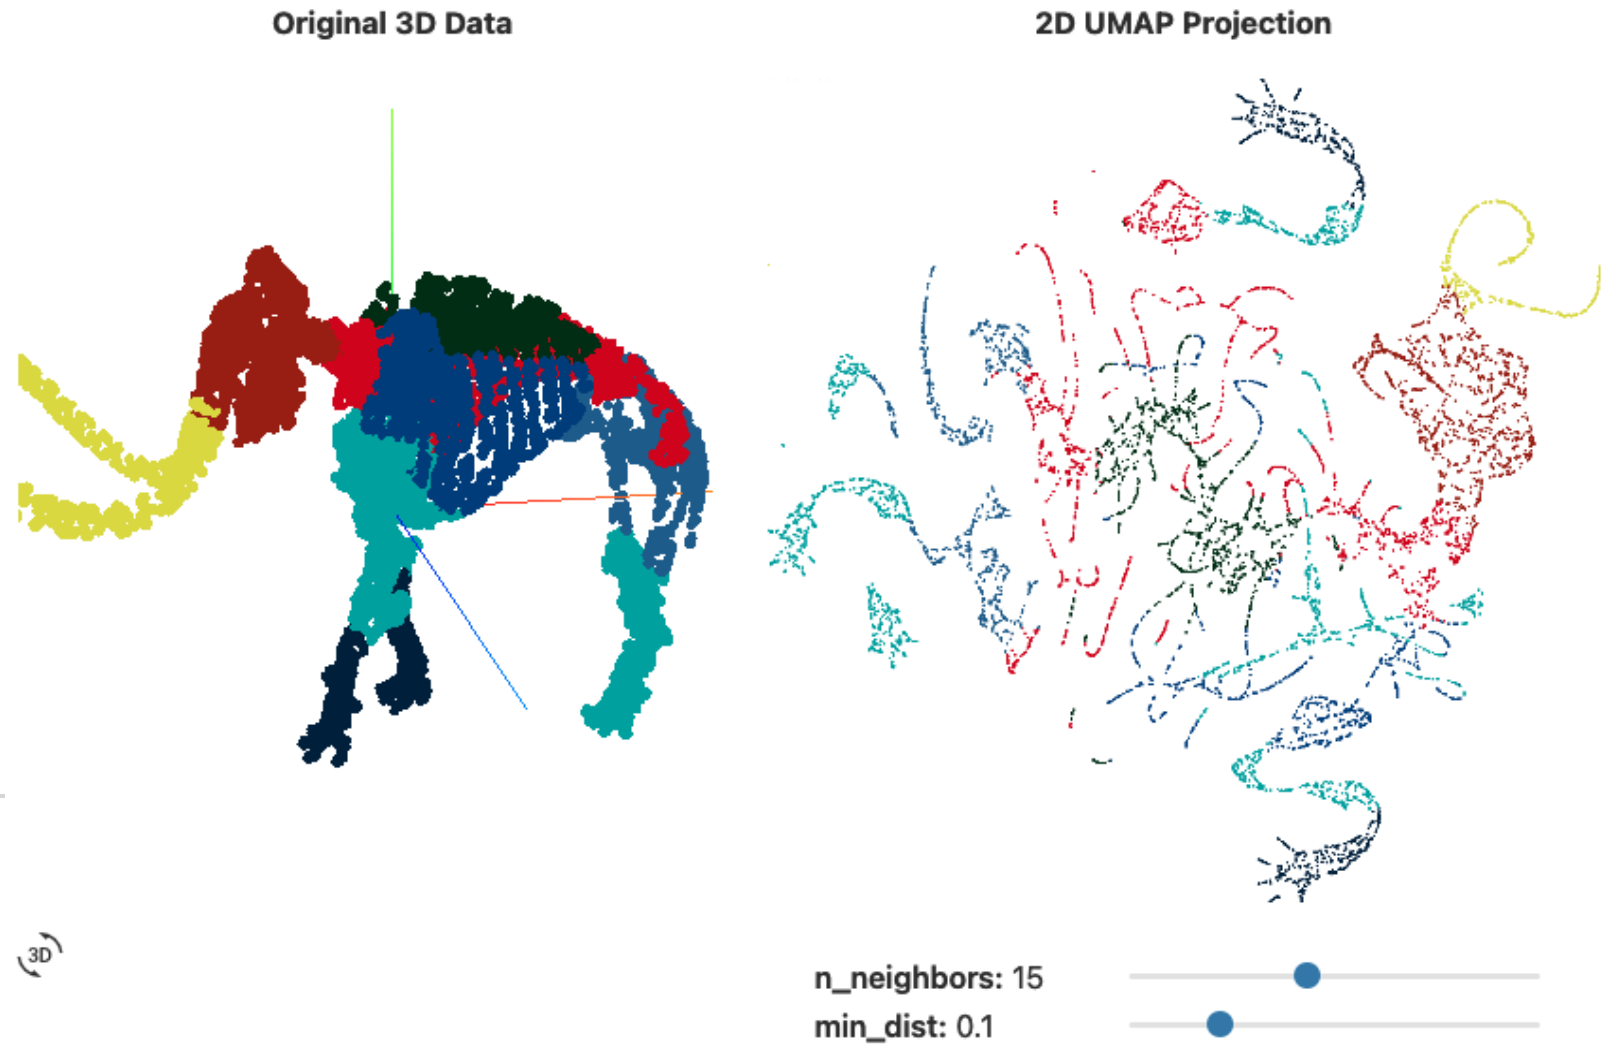 Original 3D Data
2D UMAP Projection
3D
n_neighbors: 15
min_dist: 0.1